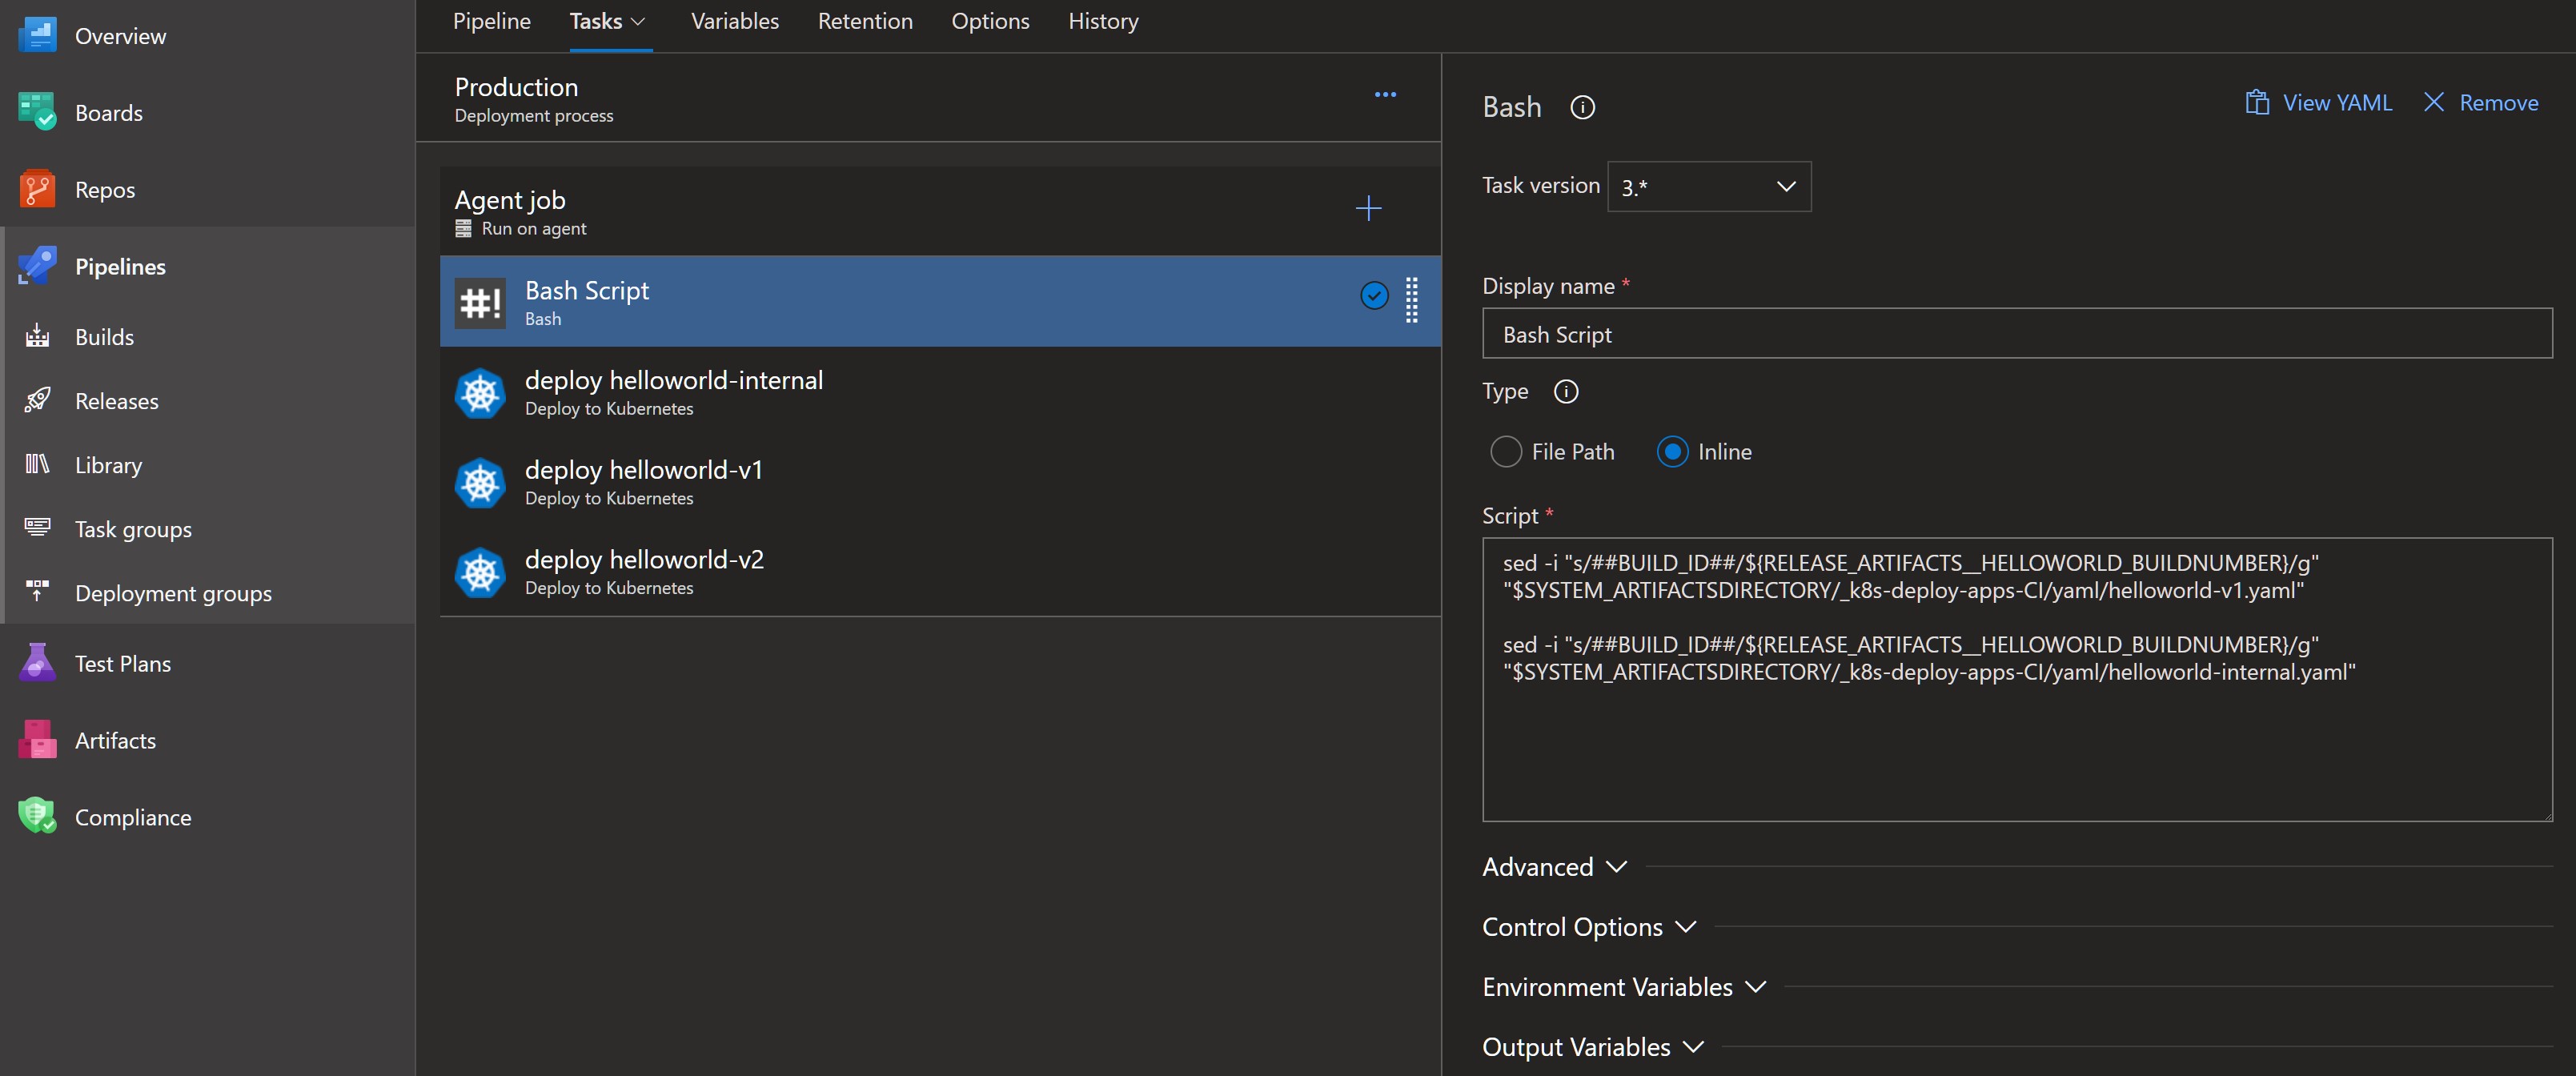 Overview
Boards
Repos
Pipelines
Builds
Releases
Library
Task groups
Deployment groups
Test Plans
Artifacts
Compliance
Pipeline Tasks Variables Retention Options History
Production
Deployment process
Agent job
Run on agent
#!
Bash Script
Bash
deploy helloworld-internal
Deploy to Kubernetes
deploy helloworld-v1
Deploy to Kubernetes
deploy helloworld-v2
Deploy to Kubernetes
Bash
View YAML Remove
Task version 3.*
Display name *
Bash Script
Type
File Path Inline
Script *
sed -i "s/##BUILD_ID##/${RELEASE_ARTIFACTS__HELLOWORLD_BUILDNUMBER}/g"
"$SYSTEM_ARTIFACTSDIRECTORY/_k8s-deploy-apps-CI/yaml/helloworld-v1.yaml"
sed -i "s/##BUILD_ID##/${RELEASE_ARTIFACTS__HELLOWORLD_BUILDNUMBER}/g"
"$SYSTEM_ARTIFACTSDIRECTORY/_k8s-deploy-apps-CI/yaml/helloworld-internal.yaml"
Advanced
Control Options
Environment Variables
Output Variables